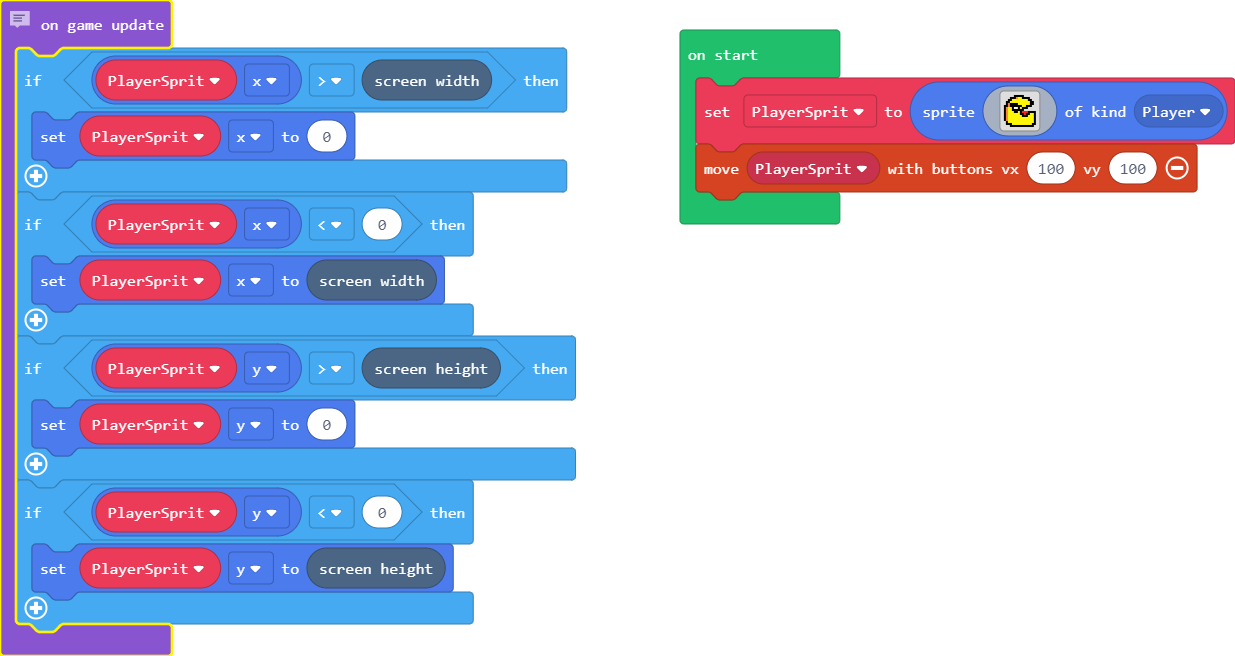 on game update
if PlayerSprit x > screen width then
set PlayerSprit x to 0
if PlayerSprit x < 0 then
set PlayerSprit x to screen width
if PlayerSprit y > screen height then
set PlayerSprit y to 0
if PlayerSprit y < 0 then
set PlayerSprit y to screen height
on start
set PlayerSprit to sprite of kind Player
move PlayerSprit with buttons vx 100 vy 100